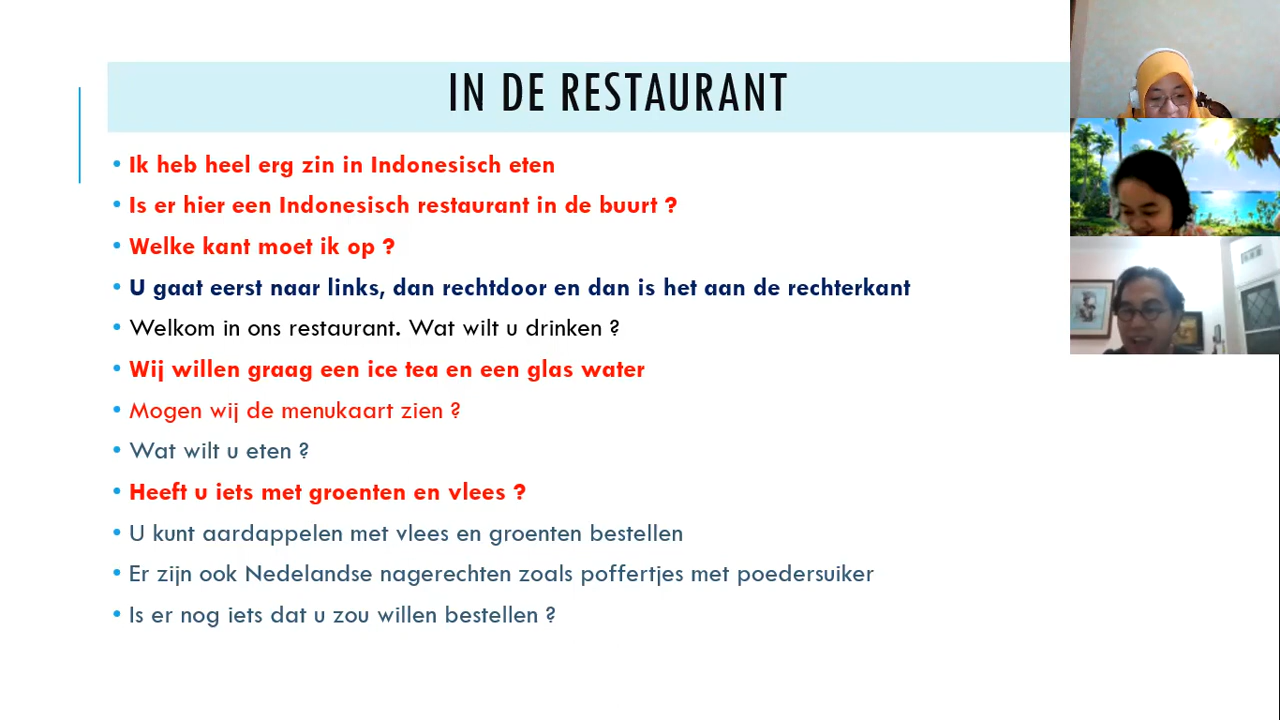 IN DE RESTAURANT
• Ik heb heel erg zin in Indonesisch eten
• Is er hier een Indonesisch restaurant in de buurt ?
• Welke kant moet ik op ?
• U gaat eerst naar links, dan rechtdoor en dan is het aan de rechterkant
• Welkom in ons restaurant. Wat wilt u drinken ?
• Wij willen graag een ice tea en een glas water
• Mogen wij de menukaart zien ?
• Wat wilt u eten ?
• Heeft u iets met groenten en vlees ?
• U kunt aardappelen met vlees en groenten bestellen
• Er zijn ook Nedelandse nagerechten zoals poffertjes met poedersuiker
• Is er nog iets dat u zou willen bestellen ?